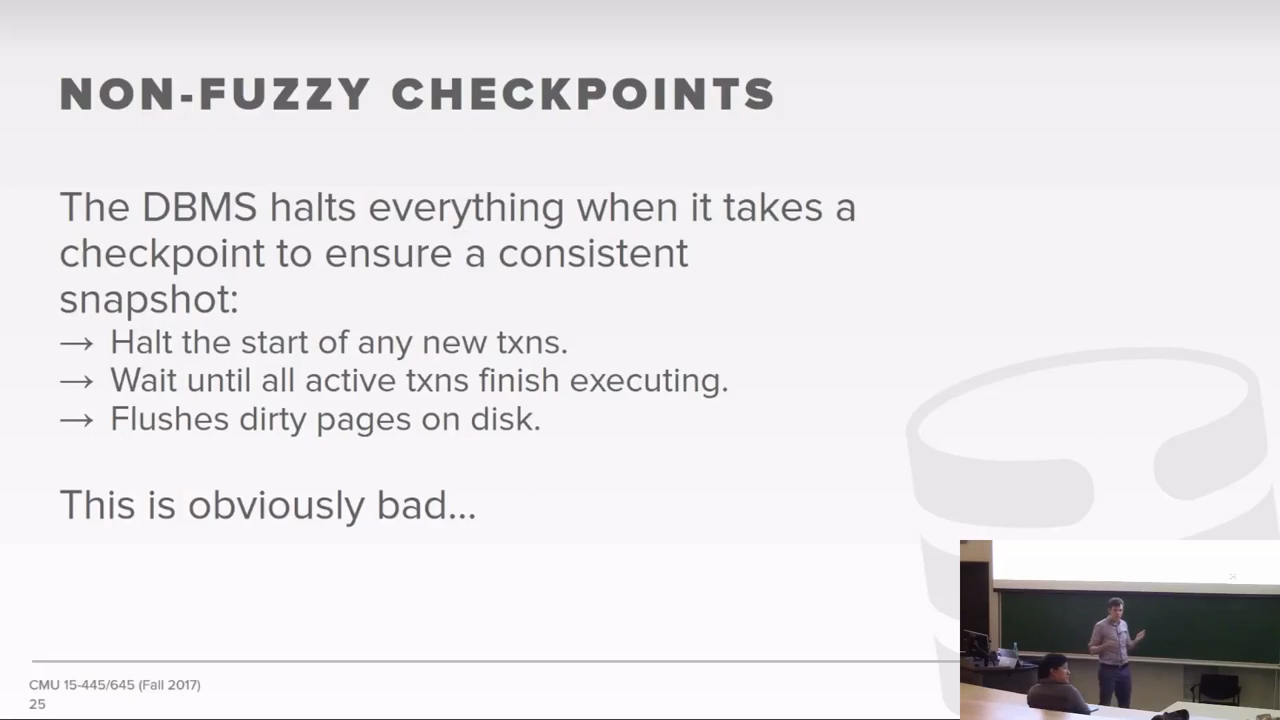 NON-FUZZY CHECKPOINTS
The DBMS halts everything when it takes a
checkpoint to ensure a consistent
snapshot:
→ Halt the start of any new txns.
→ Wait until all active txns finish executing.
→ Flushes dirty pages on disk.
This is obviously bad...
CMU 15-445/645 (Fall 2017)
25